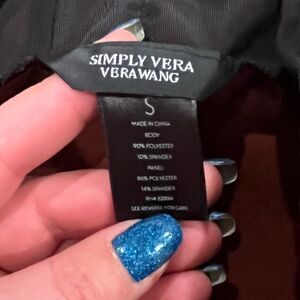 SIMPLY VERA
VERAWANG
S
MADE IN CHINA
BODY:
90% POLYESTER
10% SPANDEX
PANEL:
86% POLYESTER
14% SPANDEX
RN#
SEE REVERSE FOR CARE